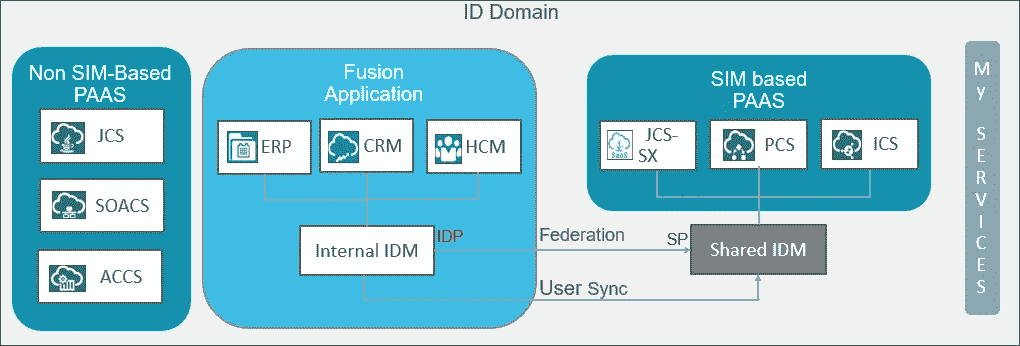 ID Domain
Non SIM-Based
PAAS
JCS
SOACS
ACCS
Fusion
Application
ERP
CRM
HCM
Internal IDM
IDP
Federation
User Sync
SIM based
PAAS
SaaS
JCS-
SX
PCS
ICS
SP
Shared IDM
My SERVICES